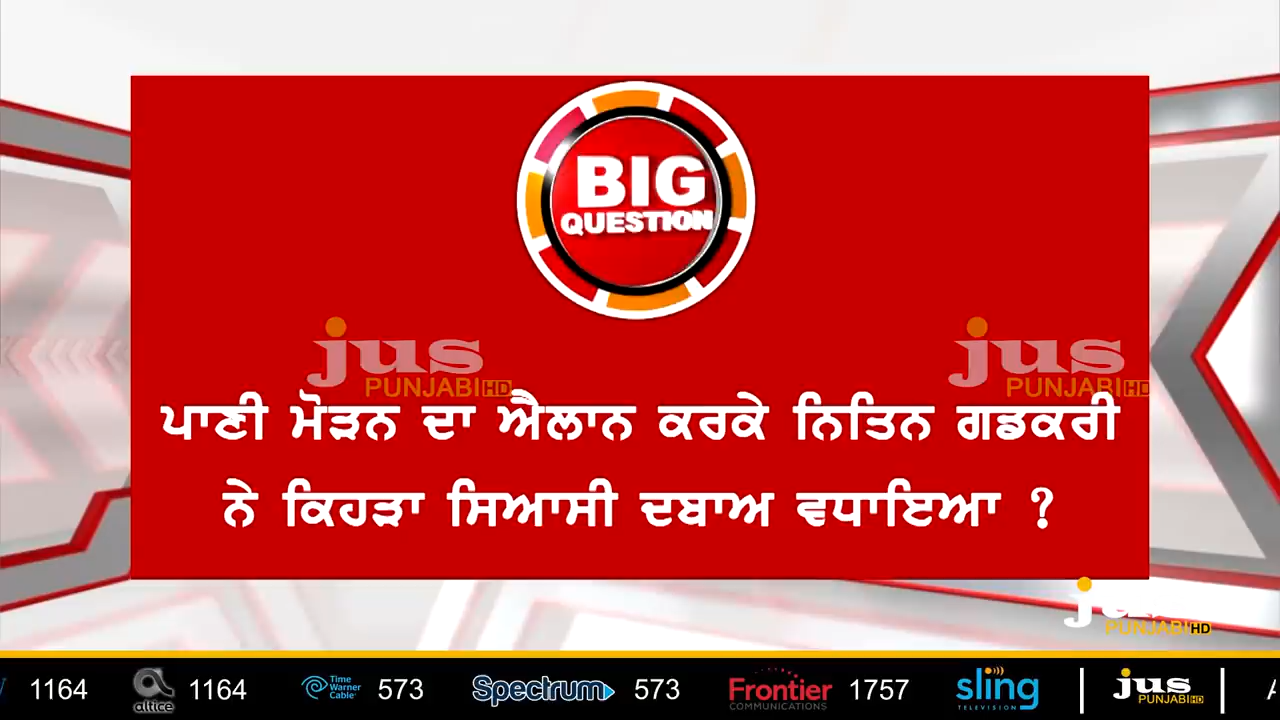 BIG
QUESTION
jus
PUNJABI HD
jus
PUNJABI HD
ਪਾਣੀ ਮੋੜਨ ਦਾ ਐਲਾਨ ਕਰਕੇ ਨਿਤਿਨ ਗਡਕਰੀ
ਨੇ ਕਿਹੜਾ ਸਿਆਸੀ ਦਬਾਅ ਵਧਾਇਆ ?
PUNJABI HD
1164 altice 1164 Time Warner Cable 573 Spectrum 573 Frontier COMMUNICATIONS 1757 sling TELEVISION jus PUNJABI HD